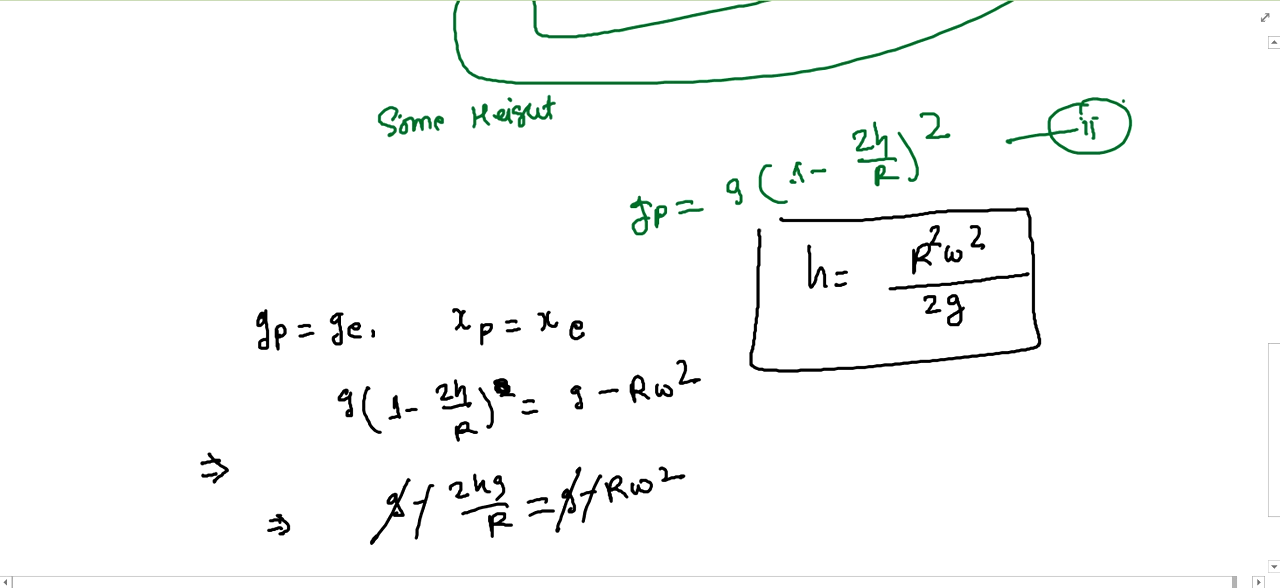 Some Height
gp = g (1 - 2h/R)^2 — ii
h = R^2ω^2/2g
gp = ge, xp = xe
g(1 - 2h/R) = g - Rω^2
⇒
⇒ g - 2hg/R = g - Rω^2